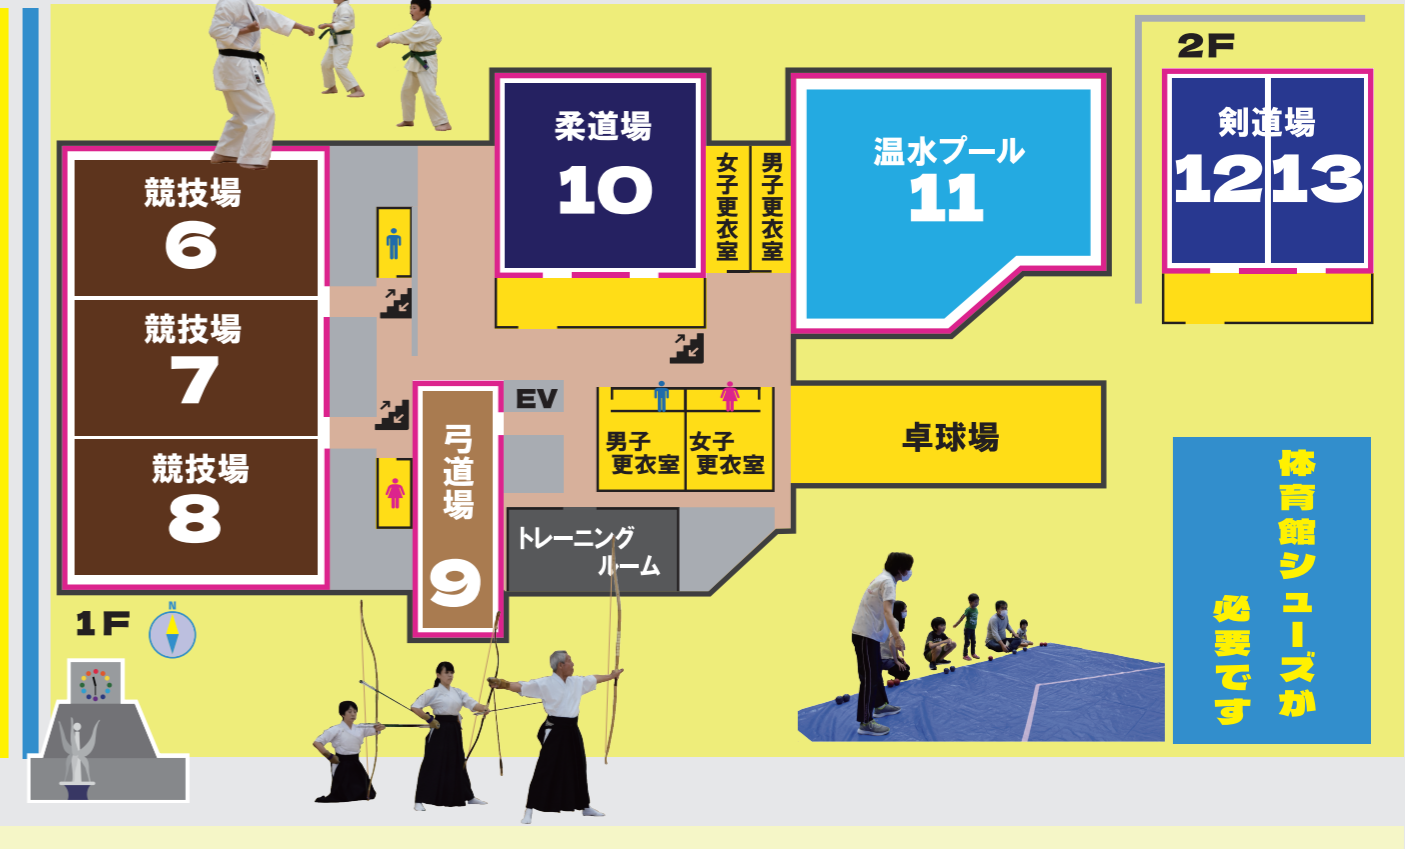 2F
柔道場
10
女子更衣室
男子更衣室
温水プール
11
剣道場
12
13
競技場
6
競技場
7
競技場
8
EV
弓道場
9
男子
更衣室
女子
更衣室
卓球場
トレーニング
ルーム
体育館シューズが
必要です
1F
N